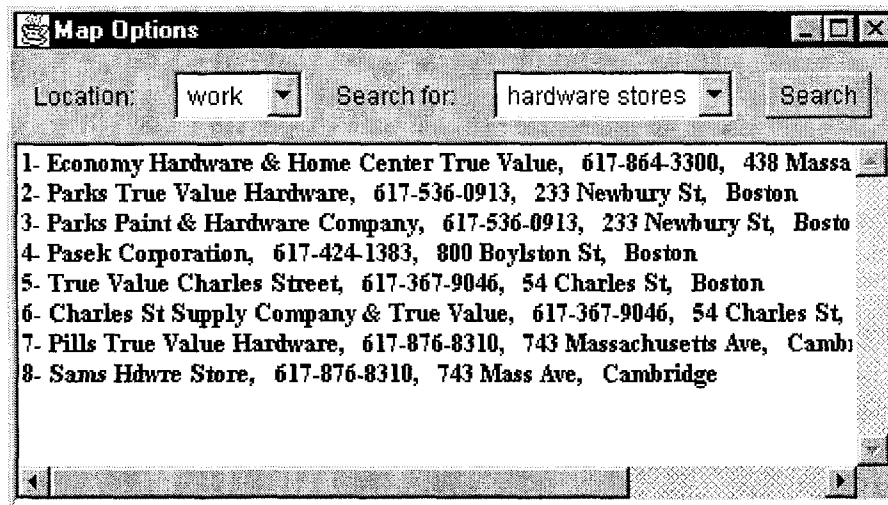 Map Options
Location: work Search for: hardware stores Search
1- Economy Hardware & Home Center True Value, 617-864-3300, 438 Massa
2- Parks True Value Hardware, 617-536-0913, 233 Newbury St, Boston
3- Parks Paint & Hardware Company, 617-536-0913, 233 Newbury St, Bosto
4- Pasek Corporation, 617-424-1383, 800 Boylston St, Boston
5- True Value Charles Street, 617-367-9046, 54 Charles St, Boston
6- Charles St Supply Company & True Value, 617-367-9046, 54 Charles St,
7- Pills True Value Hardware, 617-876-8310, 743 Massachusetts Ave, Camb
8- Sams Hdwre Store, 617-876-8310, 743 Mass Ave, Cambridge